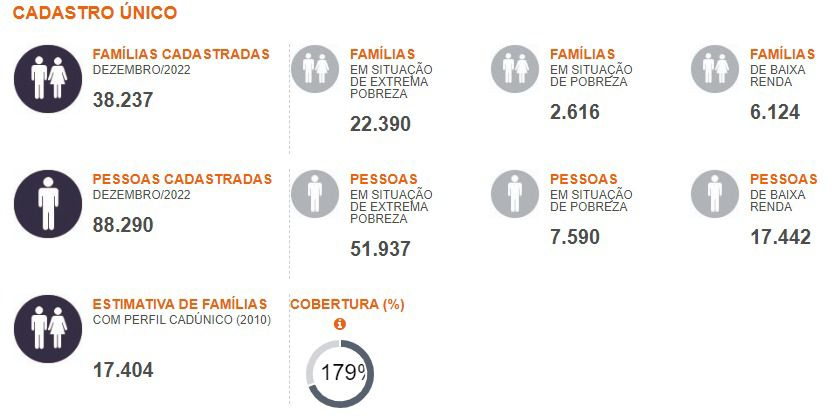 CADASTRO ÚNICO
FAMÍLIAS CADASTRADAS
DEZEMBRO/2022
38.237
FAMÍLIAS
EM SITUAÇÃO
DE EXTREMA
POBREZA
22.390
FAMÍLIAS
EM SITUAÇÃO
DE POBREZA
2.616
FAMÍLIAS
DE BAIXA
RENDA
6.124
PESSOAS CADASTRADAS
DEZEMBRO/2022
88.290
PESSOAS
EM SITUAÇÃO
DE EXTREMA
POBREZA
51.937
PESSOAS
EM SITUAÇÃO
DE POBREZA
7.590
PESSOAS
DE BAIXA
RENDA
17.442
ESTIMATIVA DE FAMÍLIAS
COM PERFIL CADÚNICO (2010)
17.404
COBERTURA (%)
179%